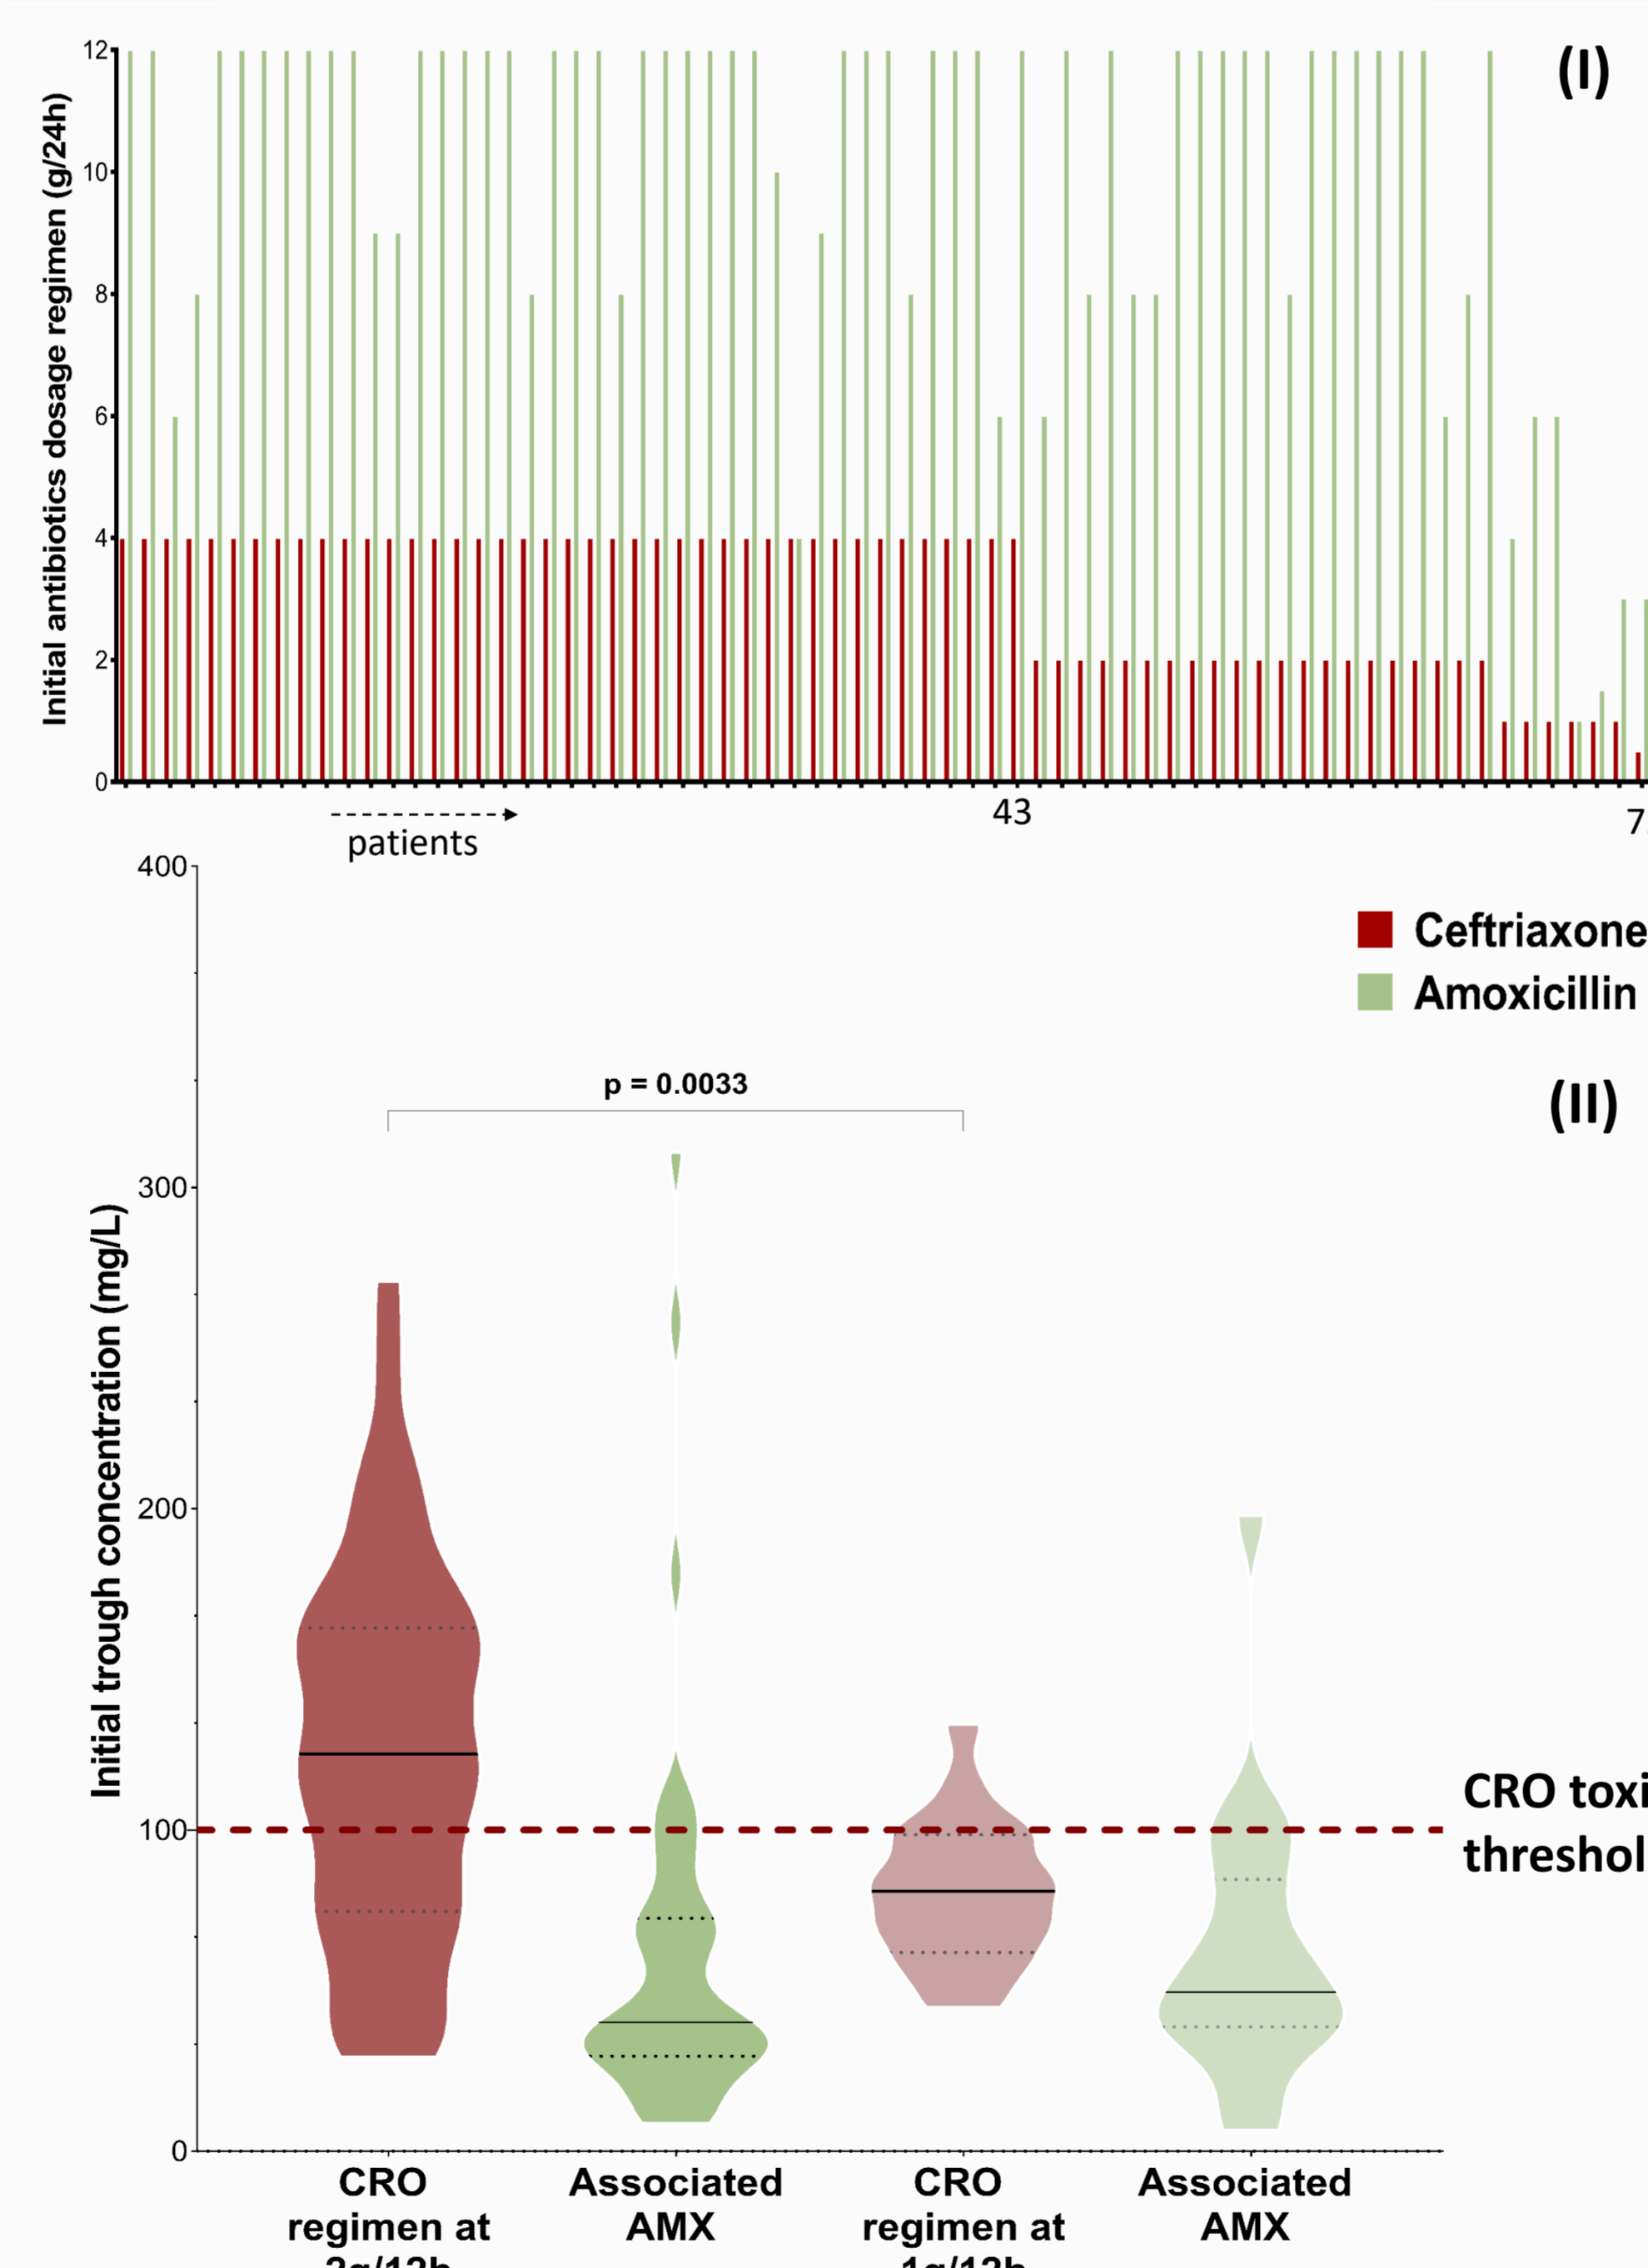 (I)
Initial antibiotics dosage regimen (g/24h)
12
10
8
6
4
2
0
patients
43
Ceftriaxone
Amoxicillin
(II)
Initial trough concentration (mg/L)
400
300
200
100
0
p = 0.0033
CRO
CRO
regimen at
Associated
AMX
CRO
regimen at
Associated
AMX